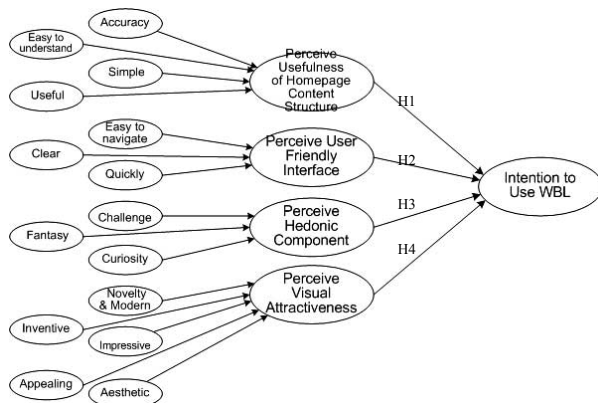 Accuracy
Easy to
understand
Simple
Useful
Perceive
Usefulness
of Homepage
Content
Structure
H1
Easy to
navigate
Clear
Quickly
Perceive User
Friendly
Interface
H2
Intention to
Use WBL
Challenge
Fantasy
Curiosity
Perceive
Hedonic
Component
H3
Novelty
& Modern
Inventive
Impressive
Appealing
Aesthetic
Perceive
Visual
Attractiveness
H4